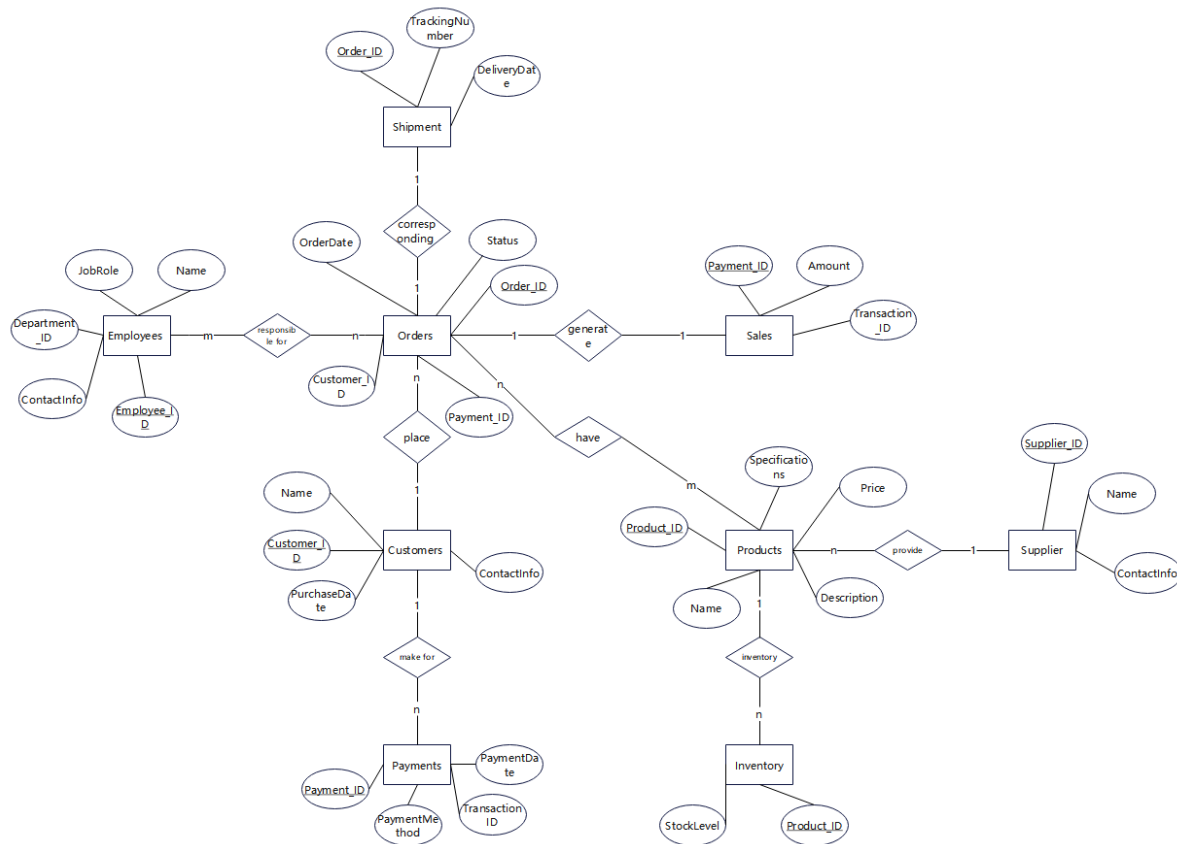 TrackingNu
mber
Order_ID
DeliveryDat
e
Shipment
1
corresp
onding
1
OrderDate
Status
Order_ID
JobRole
Name
Department
_ID
Employees
m
responsib
le for
n
Orders
1
generat
e
1
Sales
Payment_ID
Amount
Transaction
_ID
ContactInfo
Employee_I
D
Customer_I
D
n
Payment_ID
n
place
have
m
1
Name
Customer_I
D
Customers
PurchaseDa
te
ContactInfo
1
Specificatio
ns
Price
Product_ID
Products
n
provide
1
Supplier
Supplier_ID
Name
ContactInfo
Name
1
Description
make for
inventory
n
n
Payments
PaymentDa
te
Payment_ID
PaymentMe
thod
Transaction
ID
Inventory
StockLevel
Product_ID